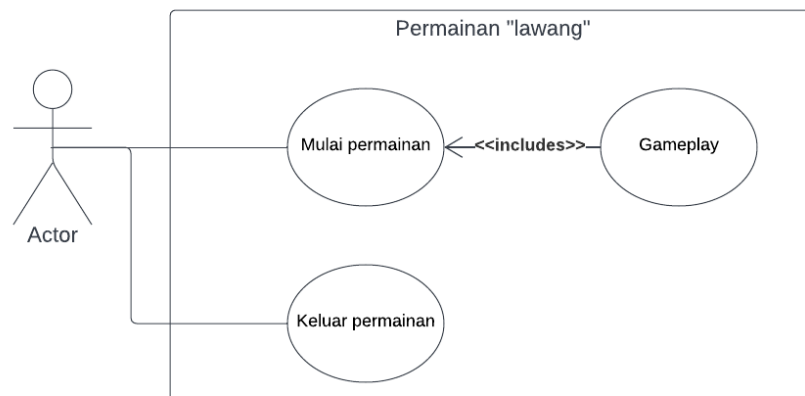 Permainan "lawang"
Mulai permainan
<<includes>>
Gameplay
Actor
Keluar permainan